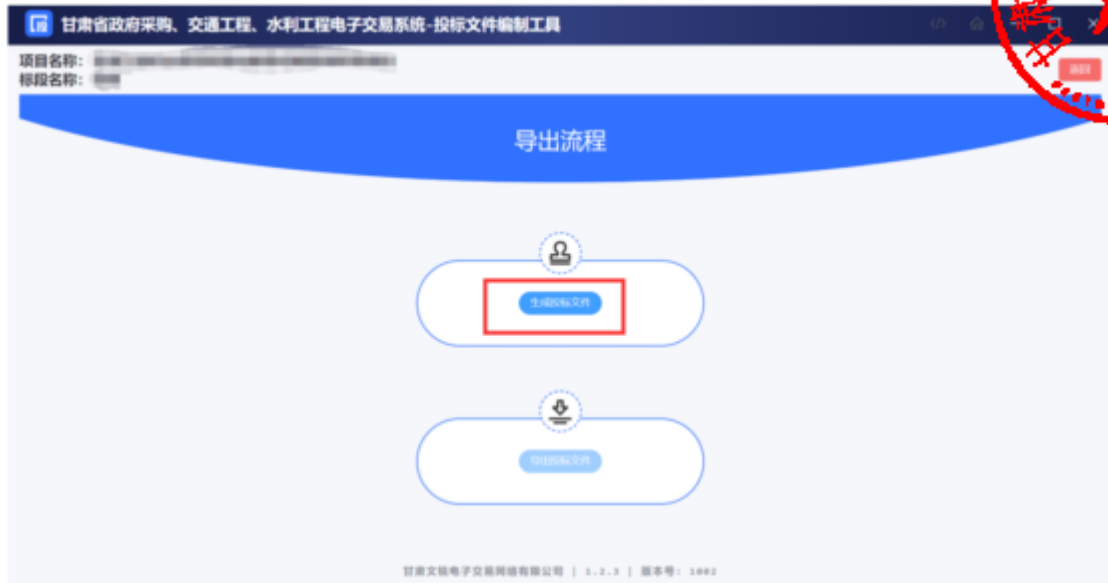 甘肃省政府采购、交通工程、水利工程电子交易系统-投标文件编制工具
项目名称：
标段名称：
返回
导出流程
生成投标文件
导出投标文件
甘肃文锐电子交易网络有限公司 | 1.2.3 | 版本号: 1002